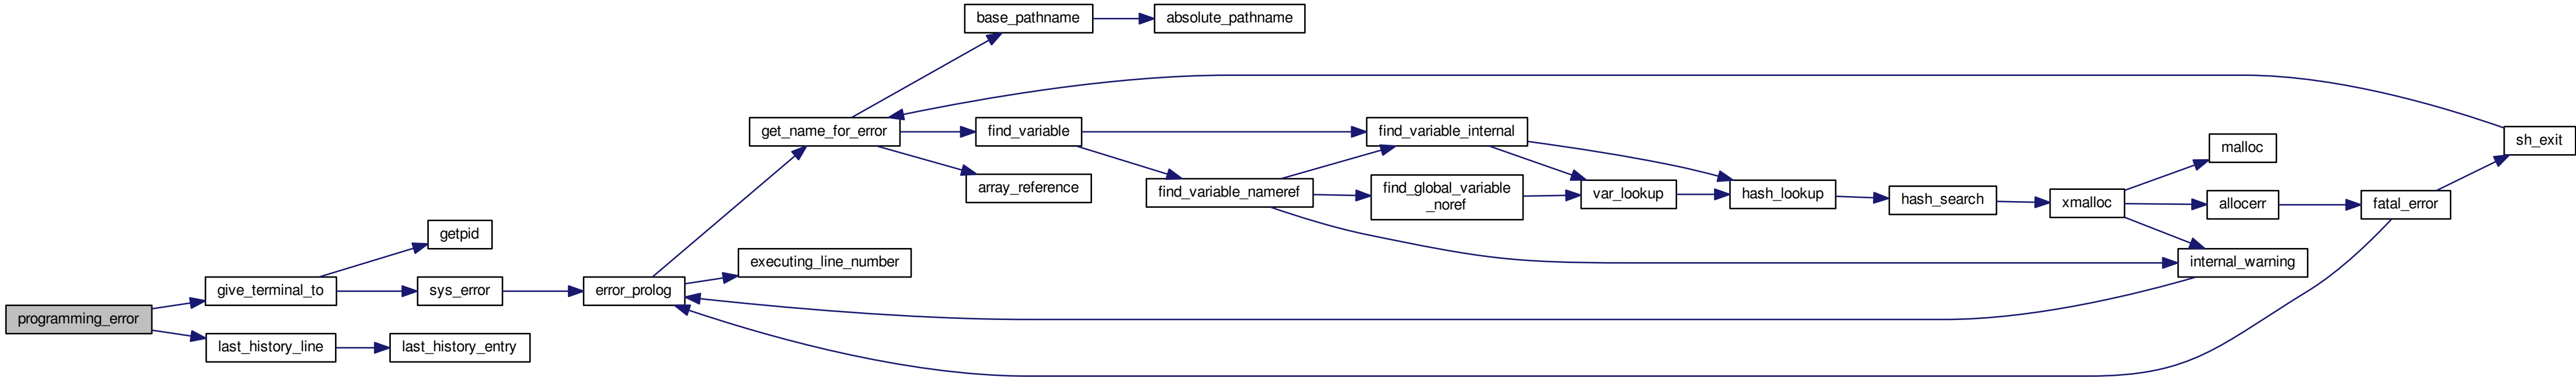 base_pathname
absolute_pathname
get_name_for_error
find_variable
find_variable_internal
malloc
sh_exit
array_reference
find_variable_nameref
find_global_variable
_noref
var_lookup
hash_lookup
hash_search
xmalloc
allocerr
fatal_error
getpid
executing_line_number
internal_warning
give_terminal_to
sys_error
error_prolog
programming_error
last_history_line
last_history_entry